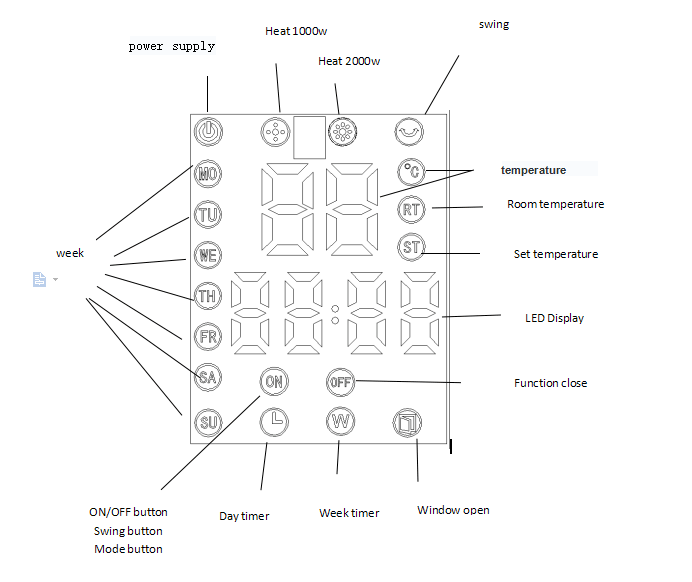 swing
Heat 1000w
power supply
Heat 2000w
MO
°C
temperature
TU
RT
Room temperature
week
WE
ST
Set temperature
TH
LED Display
FR
SA
ON
OFF
Function close
SU
W
ON/OFF button
Swing button
Mode button
Day timer
Week timer
Window open